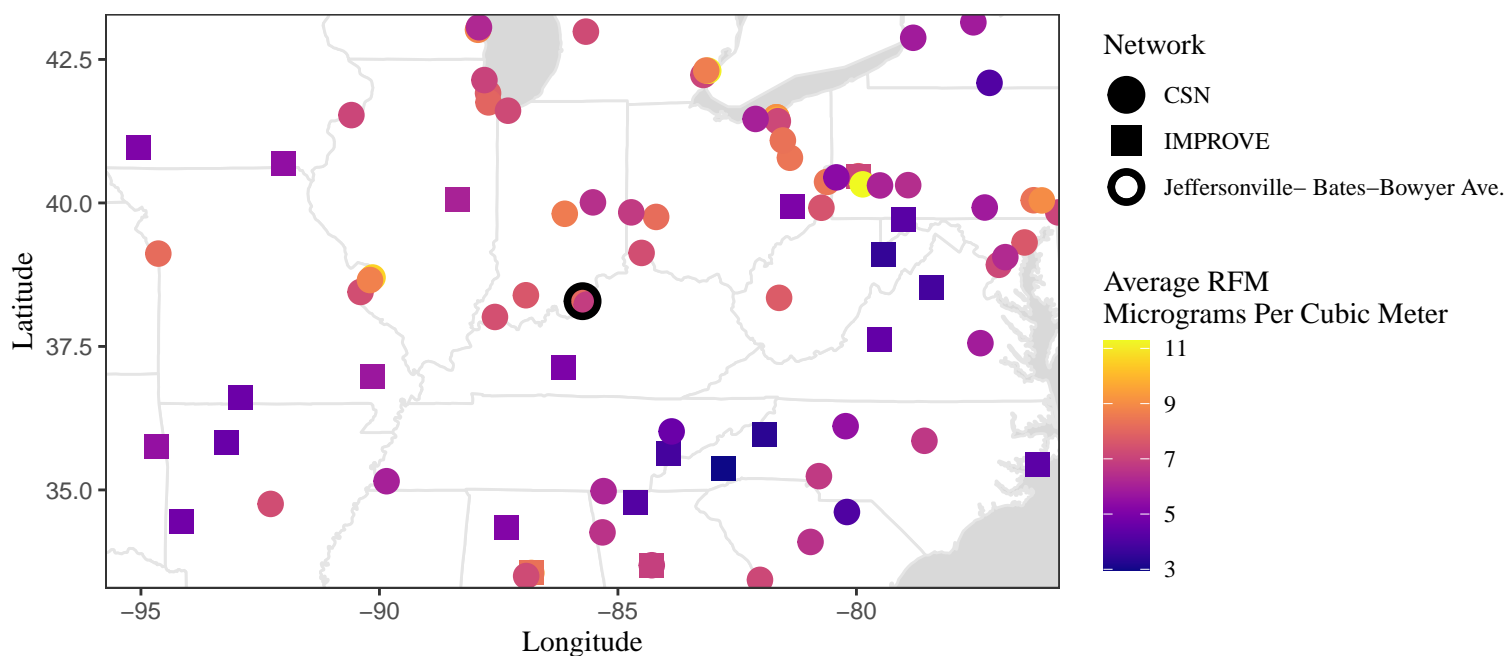 42.5
40.0
37.5
35.0
Latitude
−95
−90
−85
−80
Longitude
Network
CSN
IMPROVE
Jeffersonville− Bates−Bowyer Ave.
Average RFM
Micrograms Per Cubic Meter
11
9
7
5
3